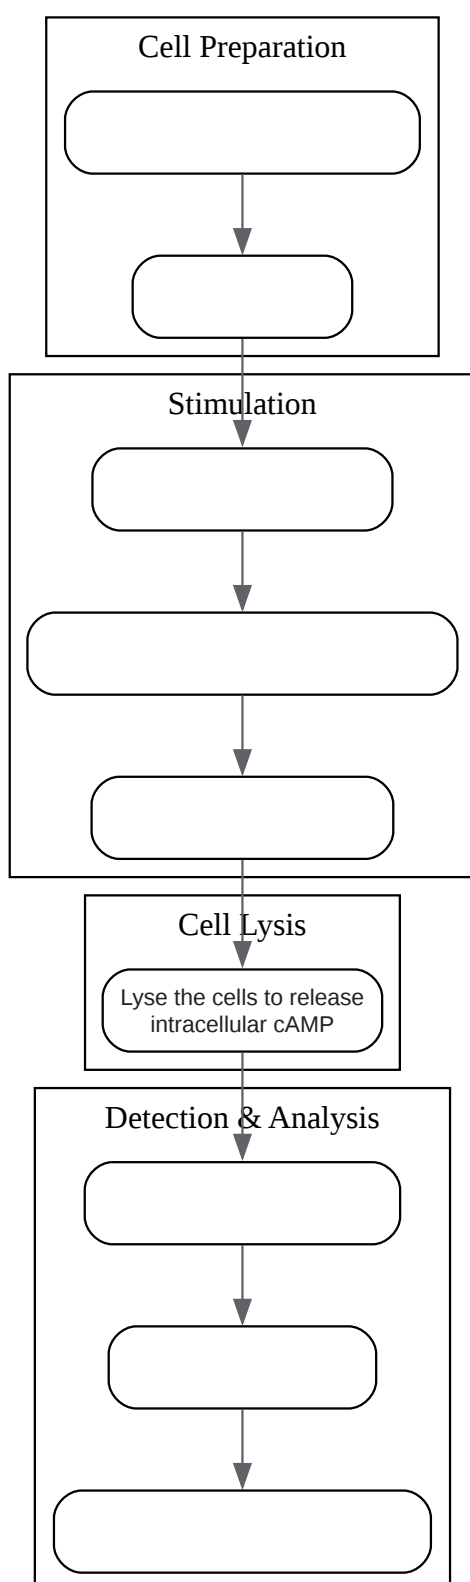 Cell Preparation
Stimulation
Cell Lysis
Lyse the cells to release
intracellular cAMP
Detection & Analysis